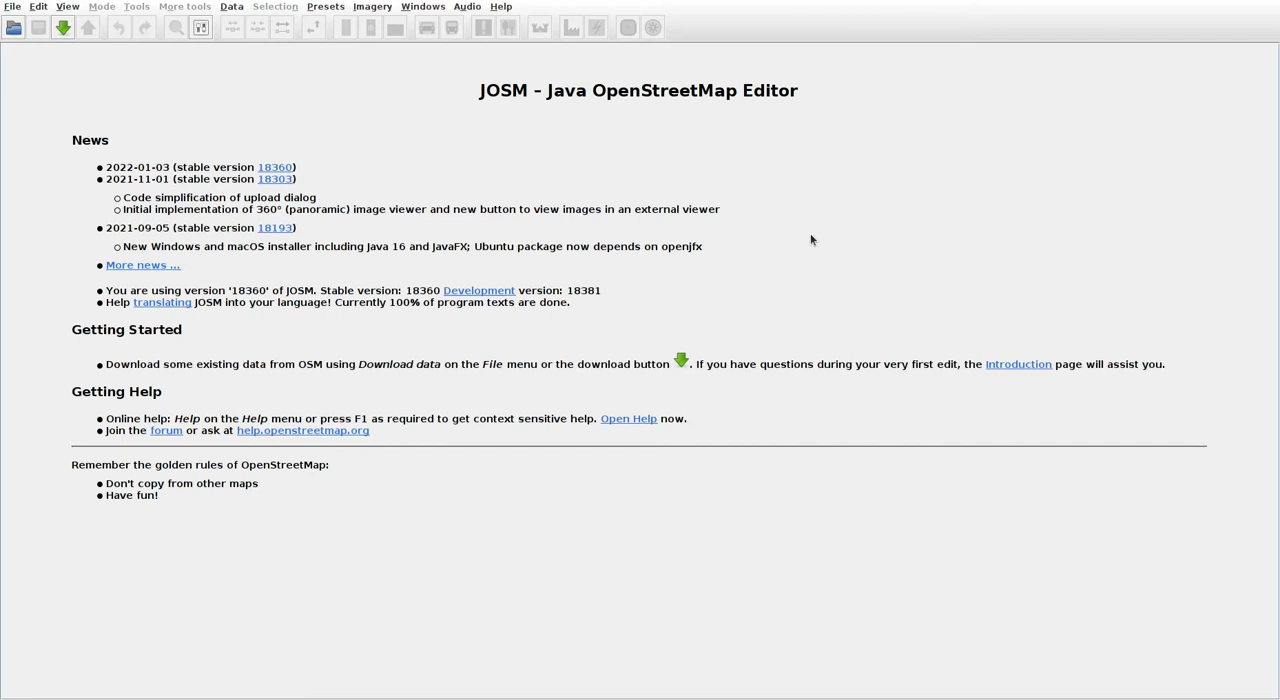 File Edit View Mode Tools More tools Data Selection Presets Imagery Windows Audio Help
JOSM – Java OpenStreetMap Editor
News
2022-01-03 (stable version 18360)
2021-11-01 (stable version 18303)
Code simplification of upload dialog
Initial implementation of 360° (panoramic) image viewer and new button to view images in an external viewer
2021-09-05 (stable version 18193)
New Windows and macOS installer including Java 16 and JavaFX; Ubuntu package now depends on openjfx
More news ...
You are using version '18360' of JOSM. Stable version: 18360 Development version: 18381
Help translating JOSM into your language! Currently 100% of program texts are done.
Getting Started
Download some existing data from OSM using Download data on the File menu or the download button . If you have questions during your very first edit, the Introduction page will assist you.
Getting Help
Online help: Help on the Help menu or press F1 as required to get context sensitive help. Open Help now.
Join the forum or ask at help.openstreetmap.org
Remember the golden rules of OpenStreetMap:
Don't copy from other maps
Have fun!